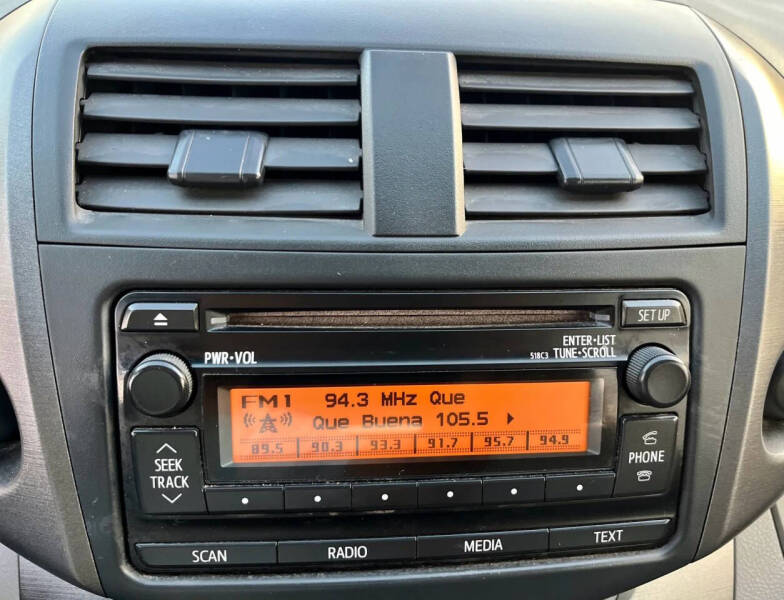 SET UP
PWR•VOL
ENTER•LIST
518C3 TUNE•SCROLL
FM1 94.3 MHz Que
Que Buena 105.5
89.5 90.3 93.3 91.7 95.7 94.9
SEEK
TRACK
PHONE
SCAN RADIO MEDIA TEXT